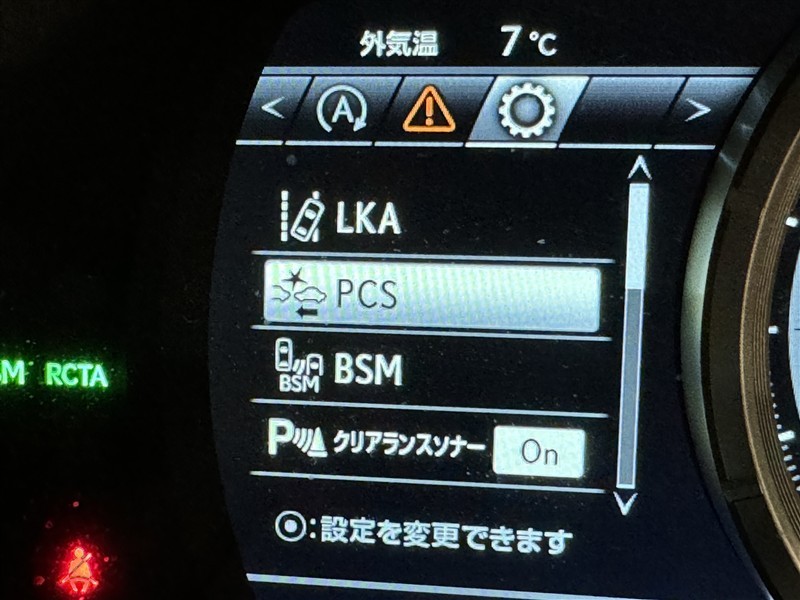 外気温 7℃
< A >
LKA
PCS
BSM
BSM
P クリアランスソナー On
SM RCTA
⦿:設定を変更できます